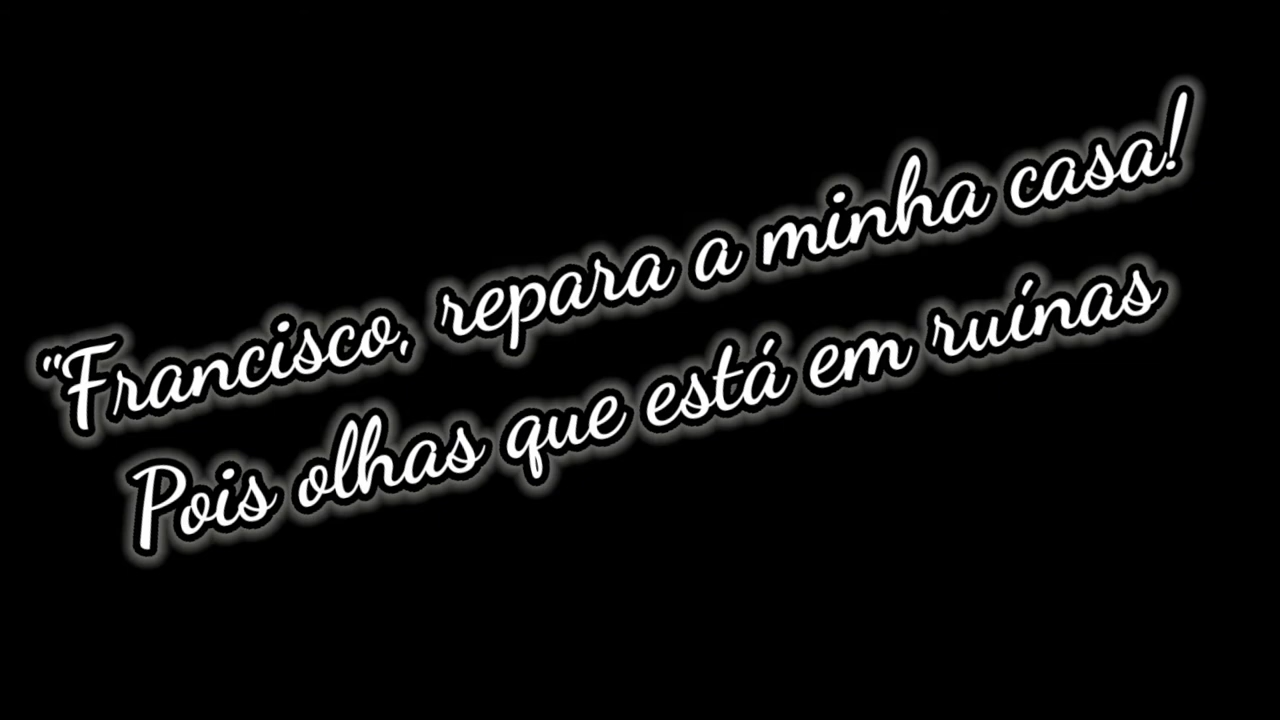 "Francisco, repara a minha casa!
Pois olhas que está em ruínas